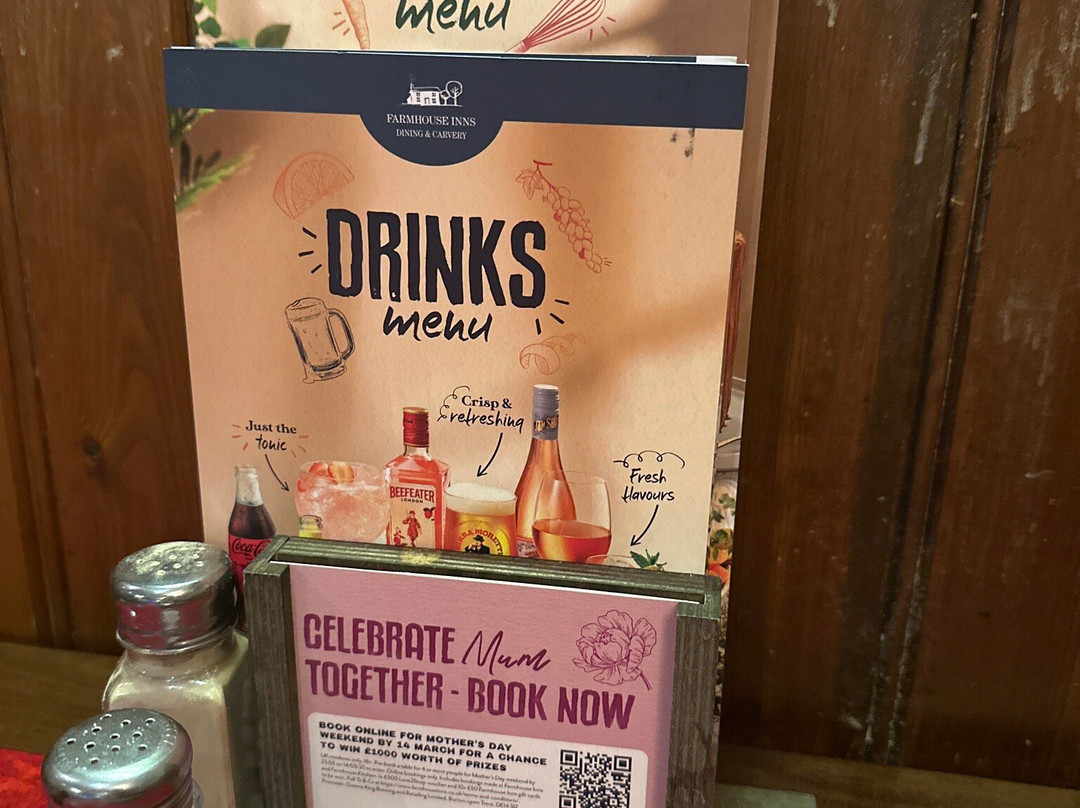 menu
FARMHOUSE INNS
DINING & CARVERY
DRINKS
menu
Crisp &
refreshing
Just the
tonic
Fresh
flavours
BEEFEATER
LONDON
Coca-Cola
CELEBRATE Mum
TOGETHER - BOOK NOW
BOOK ONLINE FOR MOTHER'S DAY
WEEKEND BY 14 MARCH FOR A CHANCE
TO WIN £1000 WORTH OF PRIZES